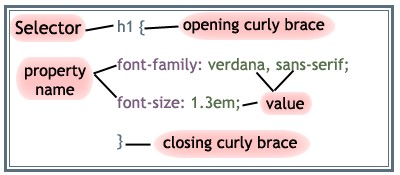 Selector h1 { opening curly brace
property name
font-family: verdana, sans-serif;
font-size: 1.3em; value
} closing curly brace